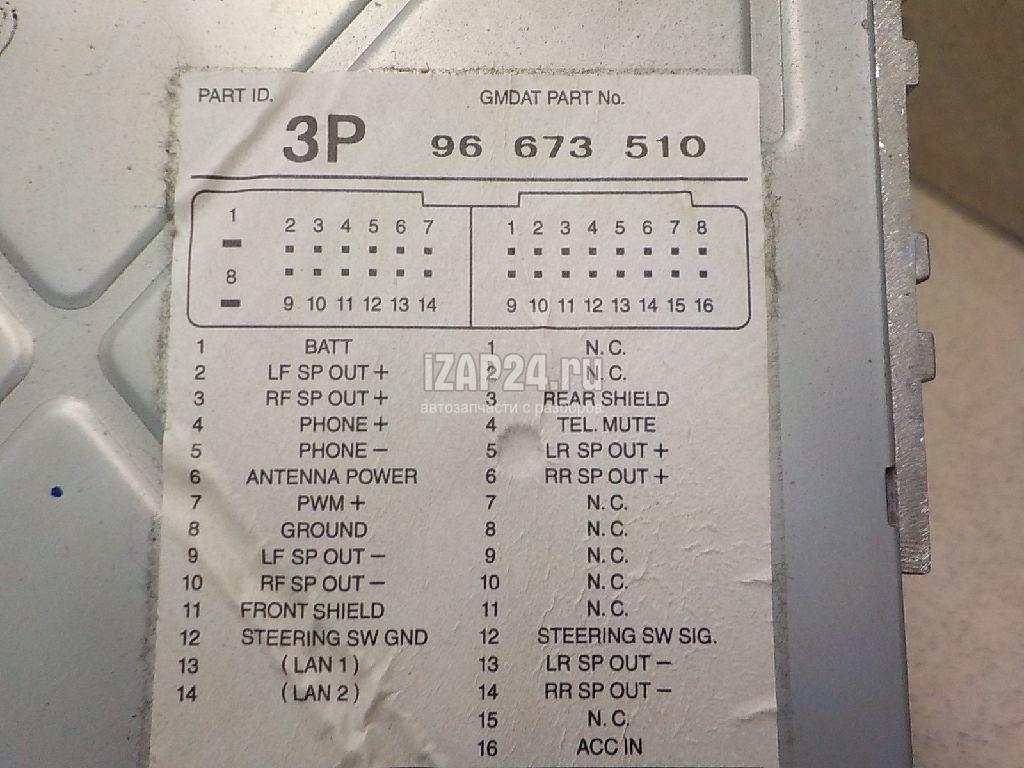 PART ID. GMDAT PART No.
3P 96 673 510
1 2 3 4 5 6 7 1 2 3 4 5 6 7 8
8
9 10 11 12 13 14 9 10 11 12 13 14 15 16
1 BATT 1 N.C.
2 LF SP OUT + 2 N.C.
3 RF SP OUT + 3 REAR SHIELD
4 PHONE + 4 TEL. MUTE
5 PHONE − 5 LR SP OUT +
6 ANTENNA POWER 6 RR SP OUT +
7 PWM + 7 N.C.
8 GROUND 8 N.C.
9 LF SP OUT − 9 N.C.
10 RF SP OUT − 10 N.C.
11 FRONT SHIELD 11 N.C.
12 STEERING SW GND 12 STEERING SW SIG.
13 (LAN 1) 13 LR SP OUT −
14 (LAN 2) 14 RR SP OUT −
15 N.C.
16 ACC IN
iZAP24.ru
автозапчасти с разборов